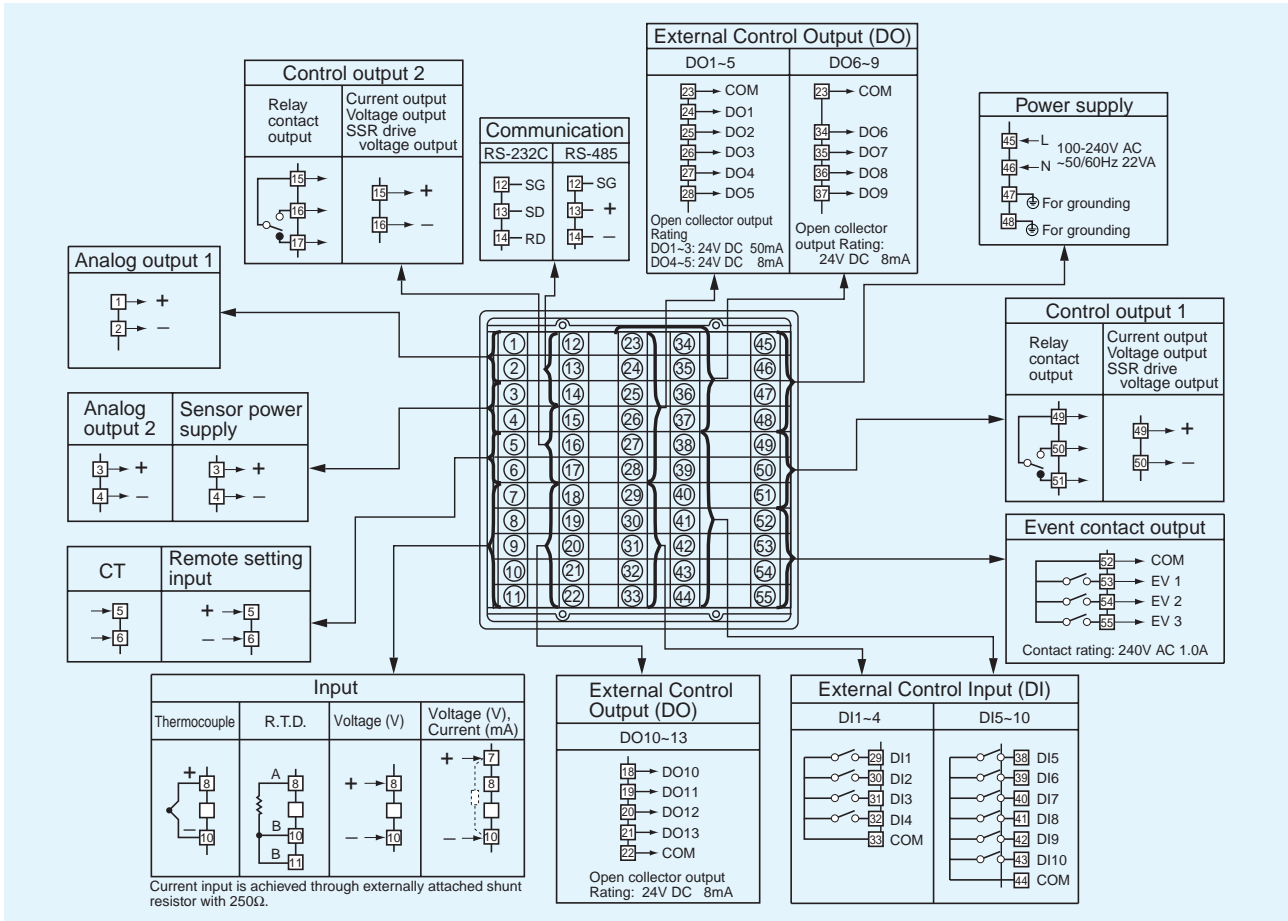 External Control Output (DO)
DO1~5
DO6~9
23 COM
24 DO1
25 DO2
26 DO3
27 DO4
28 DO5
Open collector output
Rating
DO1~3: 24V DC 50mA
DO4~5: 24V DC 8mA
23 COM
34 DO6
35 DO7
36 DO8
37 DO9
Open collector
output Rating:
24V DC 8mA
Control output 2
Relay
contact
output
Current output
Voltage output
SSR drive
voltage output
15
16
17
15 +
16 −
Communication
RS-232C
RS-485
12 SG
13 SD
14 RD
12 SG
13 +
14 −
Power supply
45 L
46 N
100-240V AC
~50/60Hz 22VA
47 For grounding
48 For grounding
Analog output 1
1 +
2 −
Analog
output 2
Sensor power
supply
3 +
4 −
3 +
4 −
CT
Remote setting
input
5
6
+ 5
− 6
1 12 23 34 45
2 13 24 35 46
3 14 25 36 47
4 15 26 37 48
5 16 27 38 49
6 17 28 39 50
7 18 29 40 51
8 19 30 41 52
9 20 31 42 53
10 21 32 43 54
11 22 33 44 55
Control output 1
Relay
contact
output
Current output
Voltage output
SSR drive
voltage output
49
50
51
49 +
50 −
Event contact output
52 COM
53 EV 1
54 EV 2
55 EV 3
Contact rating: 240V AC 1.0A
Input
Thermocouple
R.T.D.
Voltage (V)
Voltage (V),
Current (mA)
+ 8
− 10
A 8
B 10
B 11
+ 8
− 10
+ 7
8
− 10
Current input is achieved through externally attached shunt
resistor with 250Ω.
External Control
Output (DO)
DO10~13
18 DO10
19 DO11
20 DO12
21 DO13
22 COM
Open collector output
Rating: 24V DC 8mA
External Control Input (DI)
DI1~4
DI5~10
29 DI1
30 DI2
31 DI3
32 DI4
33 COM
38 DI5
39 DI6
40 DI7
41 DI8
42 DI9
43 DI10
44 COM